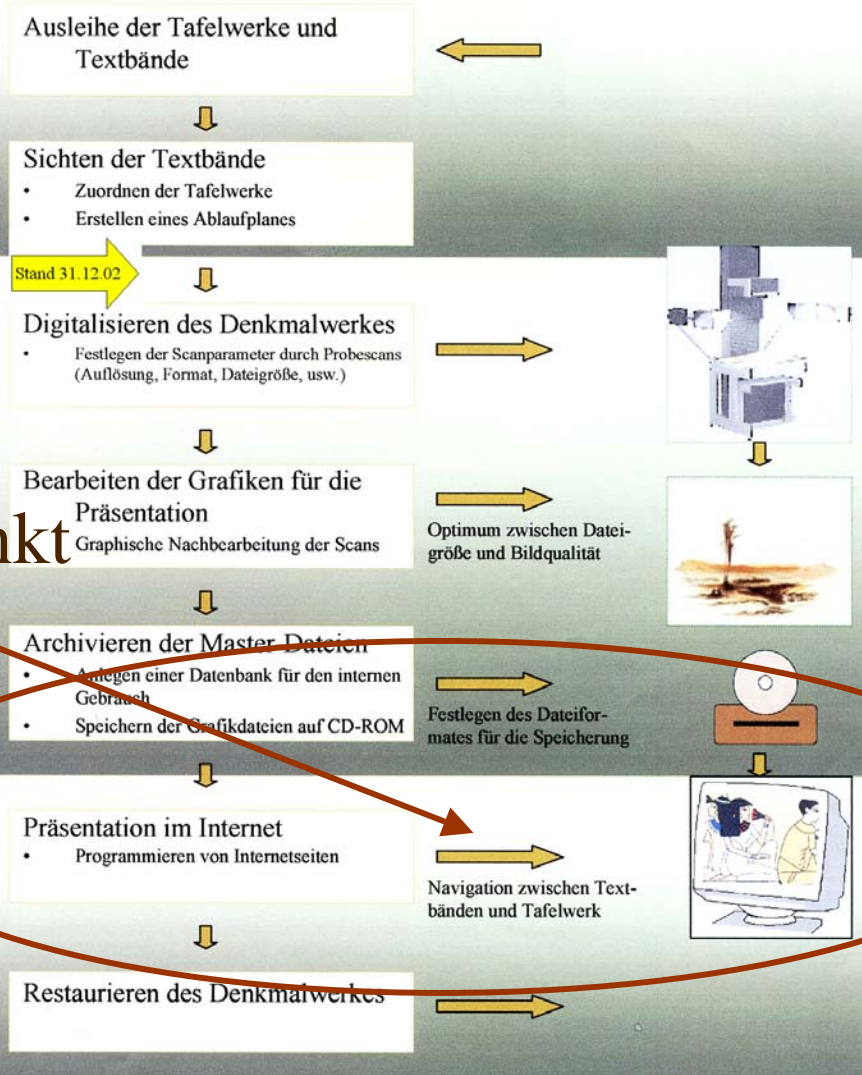 Ausleihe der Tafelwerke und
Textbände
Sichten der Textbände
• Zuordnen der Tafelwerke
• Erstellen eines Ablaufplanes
Stand 31.12.02
Digitalisieren des Denkmalwerkes
• Festlegen der Scanparameter durch Probescans
(Auflösung, Format, Dateigröße, usw.)
Bearbeiten der Grafiken für die
Präsentation
Graphische Nachbearbeitung der Scans
Optimum zwischen Datei-
größe und Bildqualität
Archivieren der Master-Dateien
• Anlegen einer Datenbank für den internen
Gebrauch
• Speichern der Grafikdateien auf CD-ROM
Festlegen des Dateifor-
mates für die Speicherung
Präsentation im Internet
• Programmieren von Internetseiten
Navigation zwischen Text-
bänden und Tafelwerk
Restaurieren des Denkmalwerkes